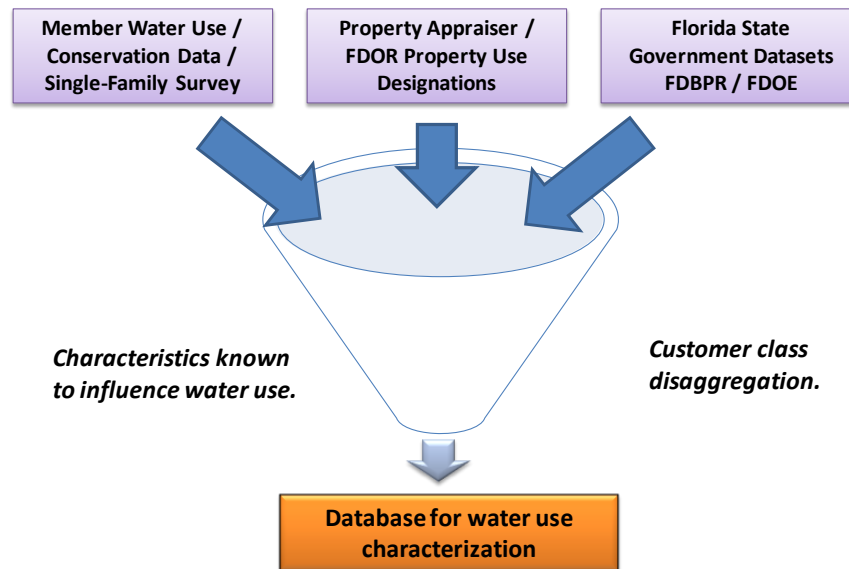 Member Water Use /
Conservation Data /
Single-Family Survey
Property Appraiser /
FDOR Property Use
Designations
Florida State
Government Datasets
FDBPR / FDOE
Characteristics known
to influence water use.
Customer class
disaggregation.
Database for water use
characterization